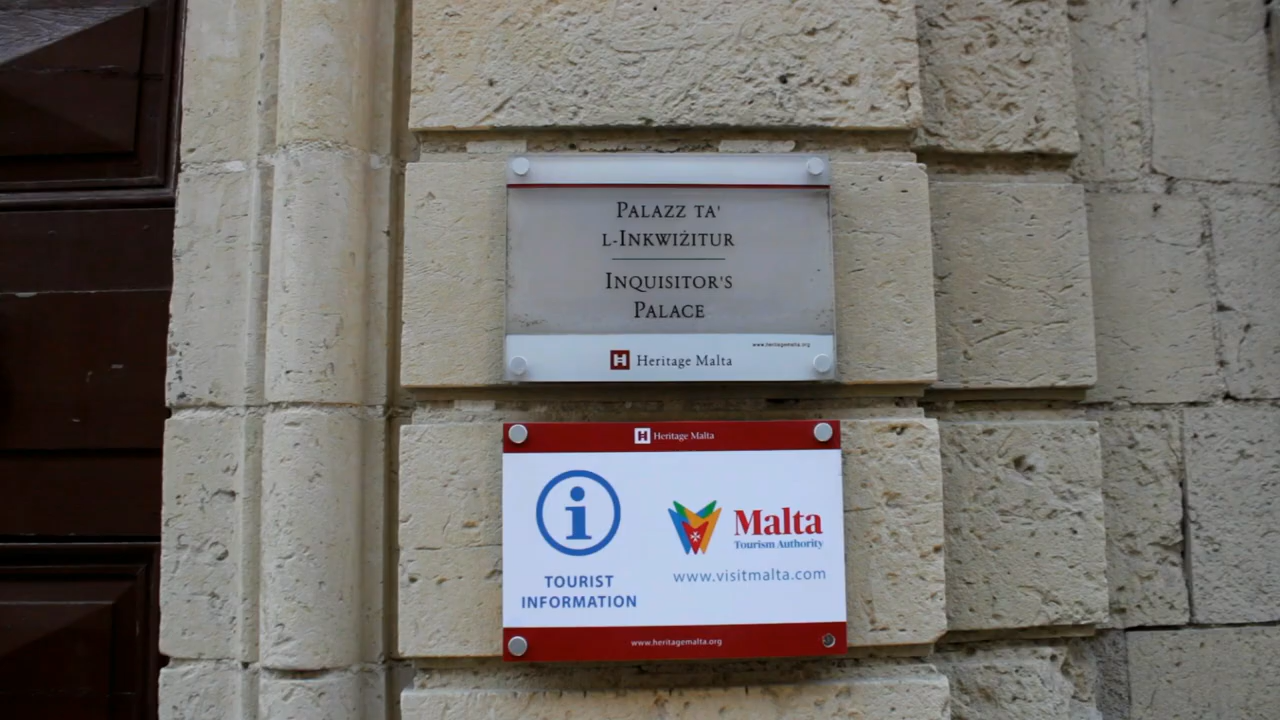 PALAZZ TA'
L-INKWIŻITUR
INQUISITOR'S
PALACE
www.heritagemalta.org
Heritage Malta
Heritage Malta
i
TOURIST
INFORMATION
Malta
Tourism Authority
www.visitmalta.com
www.heritagemalta.org